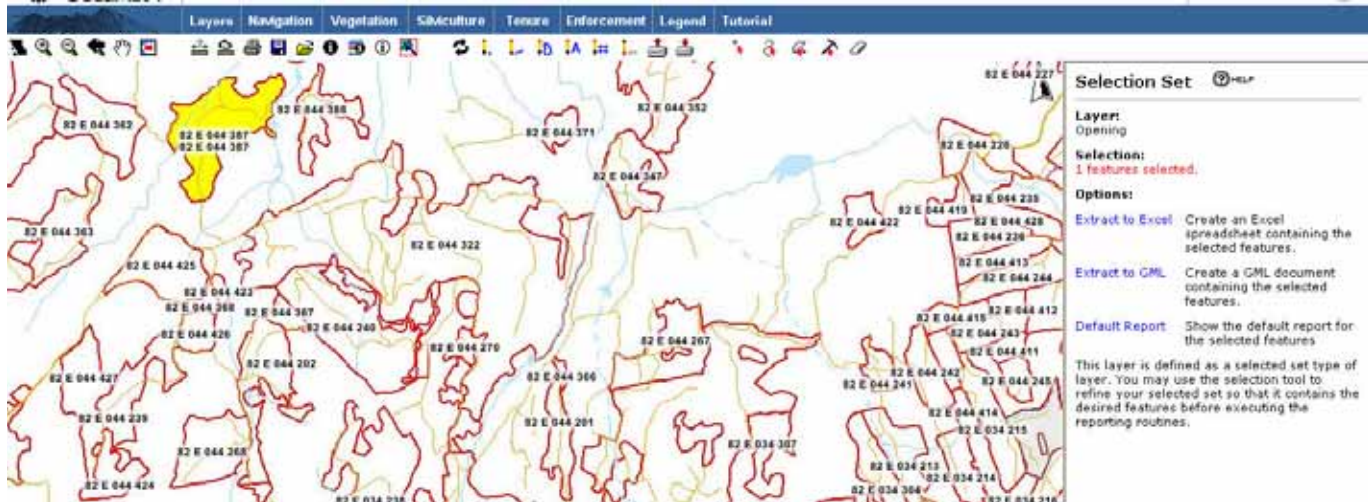 Layers Navigation Vegetation Silviculture Tenure Enforcement Legend Tutorial
82 E 044 227
82 E 044 352
82 E 044 362
82 E 044 387
82 E 044 387
82 E 044 371
82 E 044 347
82 E 044 235
82 E 044 422
82 E 044 419
82 E 044 428
82 E 044 363
82 E 044 322
82 E 044 425
82 E 044 413
82 E 044 244
82 E 044 423
82 E 044 367
82 E 044 412
82 E 044 243
82 E 044 267
82 E 044 411
82 E 044 270
82 E 044 202
82 E 044 242
82 E 044 241
82 E 044 427
82 E 044 414
82 E 044 201
82 E 034 215
82 E 034 307
82 E 034 213
82 E 034 214
82 E 044 424
Selection Set HELP
Layer:
Opening
Selection:
1 features selected.
Options:
Extract to Excel Create an Excel
spreadsheet containing the
selected features.
Extract to GML Create a GML document
containing the selected
features.
Default Report Show the default report for
the selected features
This layer is defined as a selected set type of
layer. You may use the selection tool to
refine your selected set so that it contains the
desired features before executing the
reporting routines.